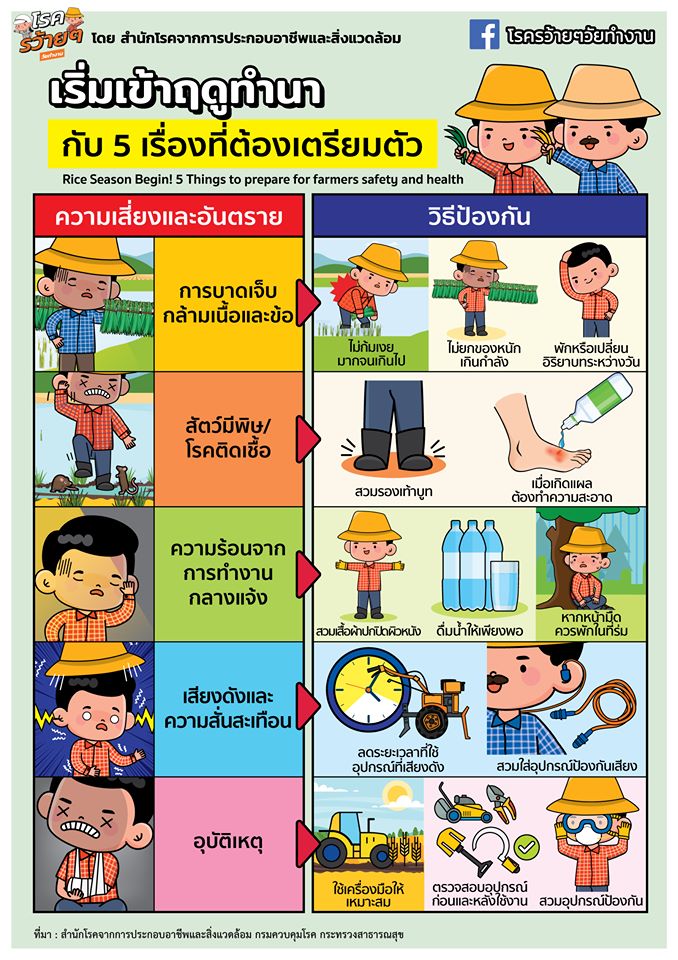 โรค
ร้ายๆ
วัยทำงาน
โดย สำนักโรคจากการประกอบอาชีพและสิ่งแวดล้อม
โรคร้ายๆวัยทำงาน
เริ่มเข้าฤดูทำนา
กับ 5 เรื่องที่ต้องเตรียมตัว
Rice Season Begin! 5 Things to prepare for farmers safety and health
ความเสี่ยงและอันตราย
วิธีป้องกัน
การบาดเจ็บ
กล้ามเนื้อและข้อ
ไม่ก้มเงย
มากจนเกินไป
ไม่ยกของหนัก
เกินกำลัง
พักหรือเปลี่ยน
อิริยาบทระหว่างวัน
สัตว์มีพิษ/
โรคติดเชื้อ
สวมรองเท้าบูท
เมื่อเกิดแผล
ต้องทำความสะอาด
ความร้อนจาก
การทำงาน
กลางแจ้ง
สวมเสื้อผ้าปกปิดผิวหนัง
ดื่มน้ำให้เพียงพอ
หากหน้ามืด
ควรพักในที่ร่ม
เสียงดังและ
ความสั่นสะเทือน
ลดระยะเวลาที่ใช้
อุปกรณ์ที่เสียงดัง
สวมใส่อุปกรณ์ป้องกันเสียง
อุบัติเหตุ
ใช้เครื่องมือให้
เหมาะสม
ตรวจสอบอุปกรณ์
ก่อนและหลังใช้งาน
สวมอุปกรณ์ป้องกัน
ที่มา : สำนักโรคจากการประกอบอาชีพและสิ่งแวดล้อม กรมควบคุมโรค กระทรวงสาธารณสุข